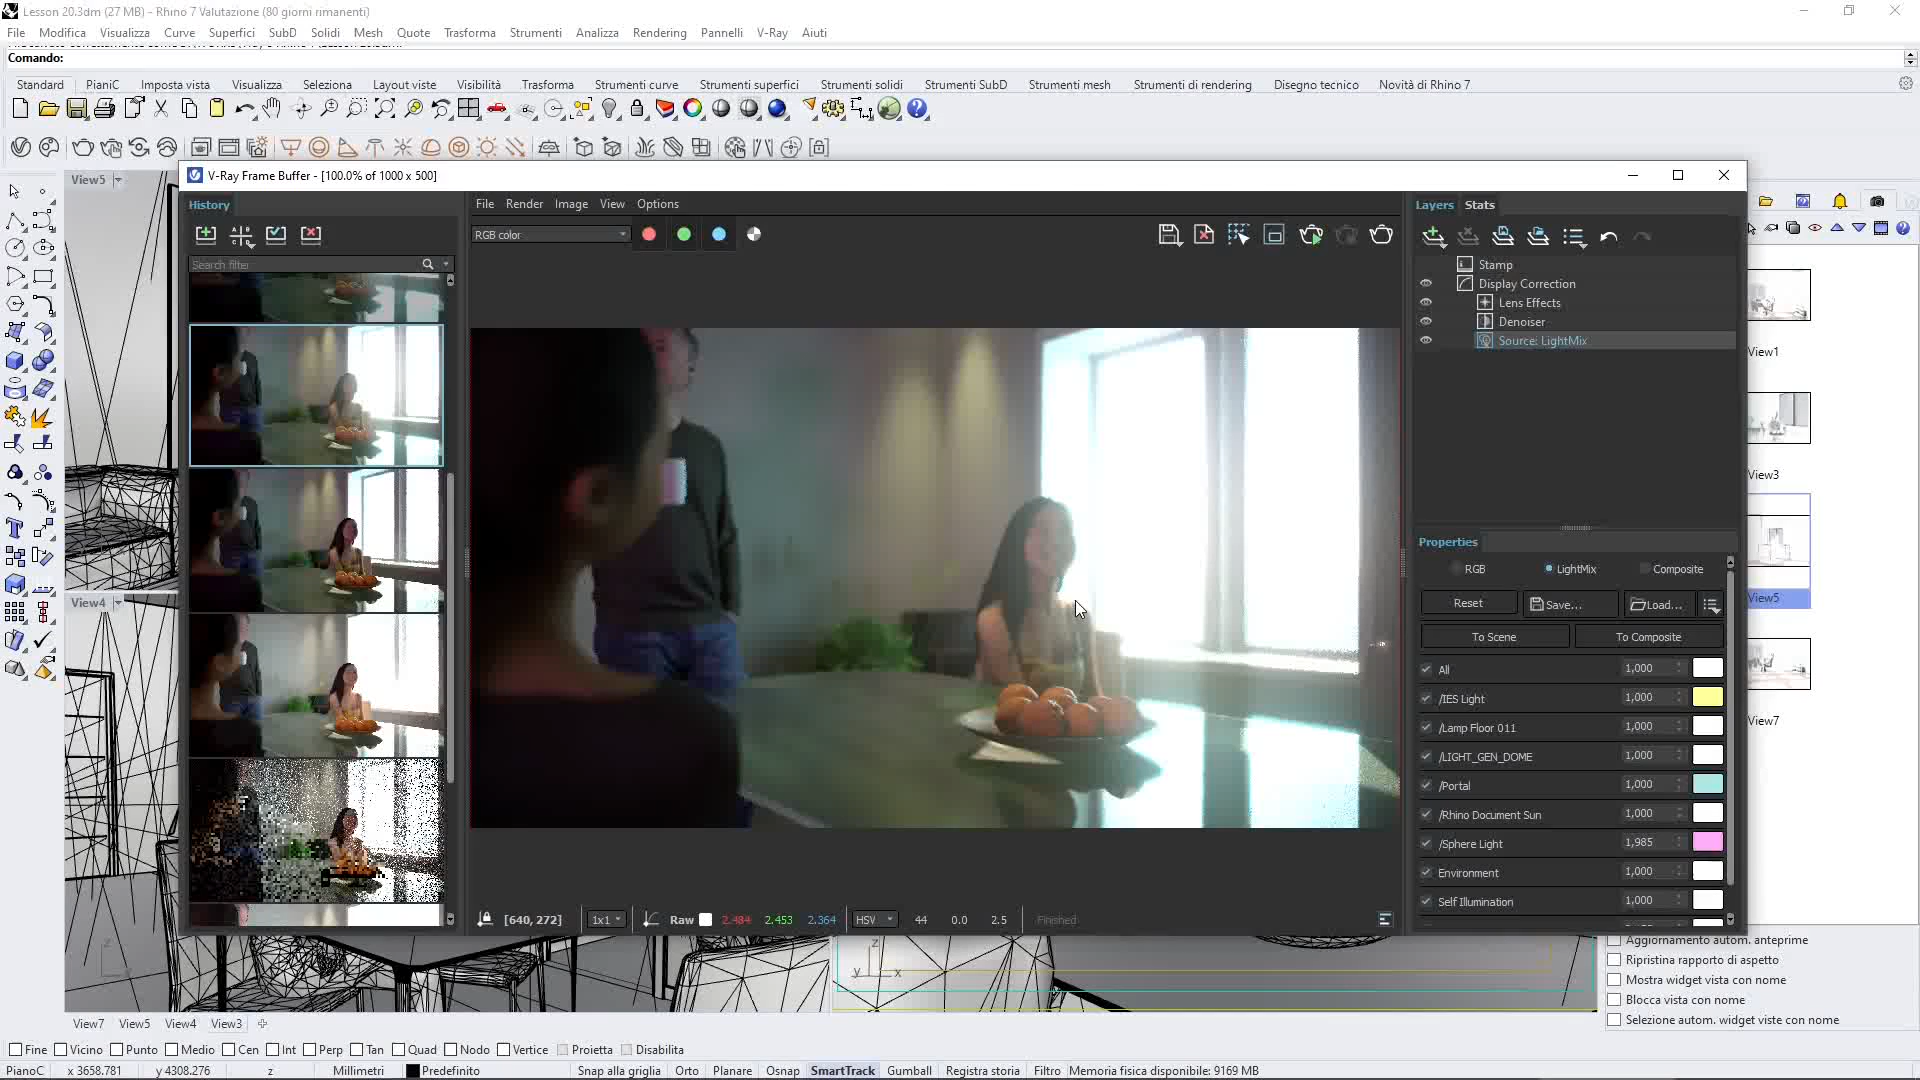 Lesson 20.3dm (27 MB) - Rhino 7 Valutazione (80 giorni rimanenti)
File Modifica Visualizza Curve Superfici SubD Solidi Mesh Quote Trasforma Strumenti Analizza Rendering Pannelli V-Ray Aiuti
Comando:
Standard PianiC Imposta vista Visualizza Seleziona Layout viste Visibilità Trasforma Strumenti curve Strumenti superfici Strumenti solidi Strumenti SubD Strumenti mesh Strumenti di rendering Disegno tecnico Novità di Rhino 7
View5
V-Ray Frame Buffer - [100.0% of 1000 x 500]
History
File Render Image View Options
Layers Stats
RGB color
Search filter
Stamp
Display Correction
Lens Effects
Denoiser
Source: LightMix
View1
View3
View5
View7
View4
Properties
RGB LightMix Composite
Reset Save... Load...
To Scene To Composite
All 1,000
/IES Light 1,000
/Lamp Floor 011 1,000
/LIGHT_GEN_DOME 1,000
/Portal 1,000
/Rhino Document Sun 1,000
/Sphere Light 1,985
Environment 1,000
Self Illumination 1,000
[640, 272] 1x1 Raw 2.484 2.453 2.364 HSV 44 0.0 2.5 Finished
z
x
z
y x
Aggiornamento autom. anteprime
Ripristina rapporto di aspetto
Mostra widget vista con nome
Blocca vista con nome
Selezione autom. widget viste con nome
View7 View5 View4 View3
Fine Vicino Punto Medio Cen Int Perp Tan Quad Nodo Vertice Proietta Disabilita
PianoC x 3658.781 y 4308.276 z Millimetri Predefinito Snap alla griglia Orto Planare Osnap SmartTrack Gumball Registra storia Filtro Memoria fisica disponibile: 9169 MB